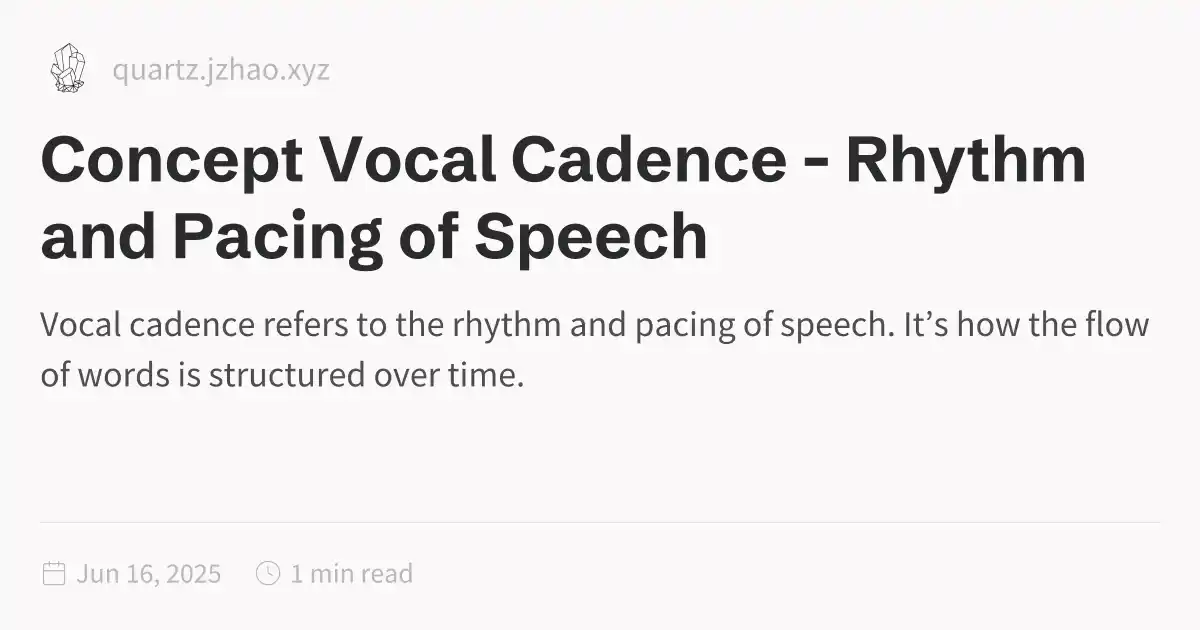 quartz.jzhao.xyz
Concept Vocal Cadence - Rhythm
and Pacing of Speech
Vocal cadence refers to the rhythm and pacing of speech. It’s how the flow
of words is structured over time.
Jun 16, 2025 1 min read